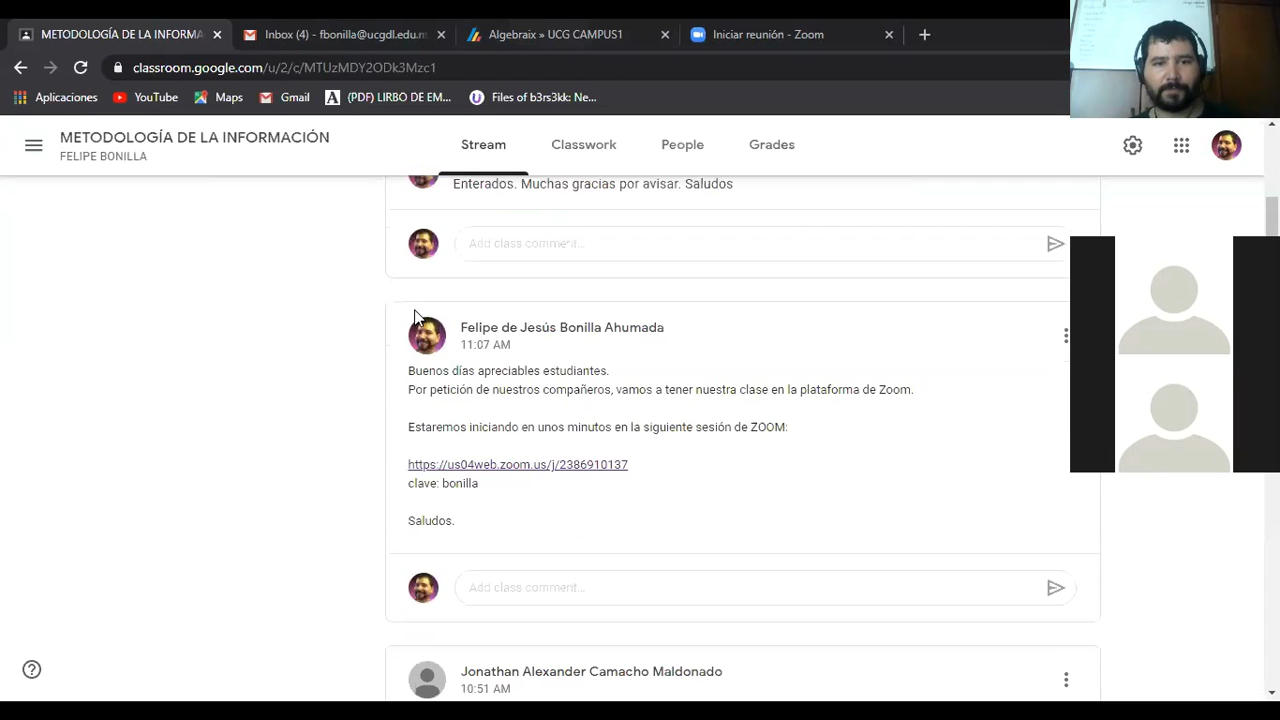 METODOLOGÍA DE LA INFORMA
Inbox (4) - fbonilla@
Algebraix » UCG CAMPUS1
Iniciar reunión - Zoom
classroom.google.com
Aplicaciones
YouTube
Maps
Gmail
(PDF) LIRBO DE EM...
Files of b3rs3kk: Ne...
METODOLOGÍA DE LA INFORMACIÓN
FELIPE BONILLA
Stream
Classwork
People
Grades
Enterados. Muchas gracias por avisar. Saludos
Add class comment...
Felipe de Jesús Bonilla Ahumada
11:07 AM
Buenos días apreciables estudiantes.
Por petición de nuestros compañeros, vamos a tener nuestra clase en la plataforma de Zoom.
Estaremos iniciando en unos minutos en la siguiente sesión de ZOOM:
https://us04web.zoom.us/j/2386910137
clave: bonilla
Saludos.
Add class comment...
Jonathan Alexander Camacho Maldonado
10:51 AM